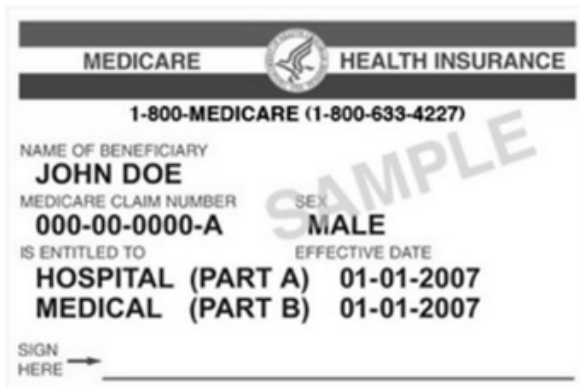 MEDICARE HEALTH INSURANCE
1-800-MEDICARE (1-800-633-4227)
NAME OF BENEFICIARY
JOHN DOE
MEDICARE CLAIM NUMBER SEX
000-00-0000-A MALE
IS ENTITLED TO EFFECTIVE DATE
HOSPITAL (PART A) 01-01-2007
MEDICAL (PART B) 01-01-2007
SIGN
HERE
SAMPLE